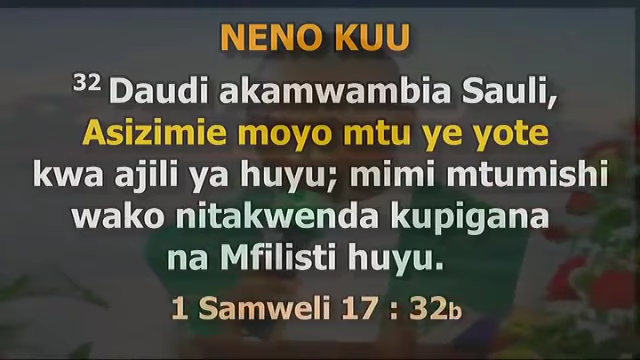 NENO KUU
32 Daudi akamwambia Sauli,
Asizimie moyo mtu ye yote
kwa ajili ya huyu; mimi mtumishi
wako nitakwenda kupigana
na Mfilisti huyu.
1 Samweli 17 : 32b